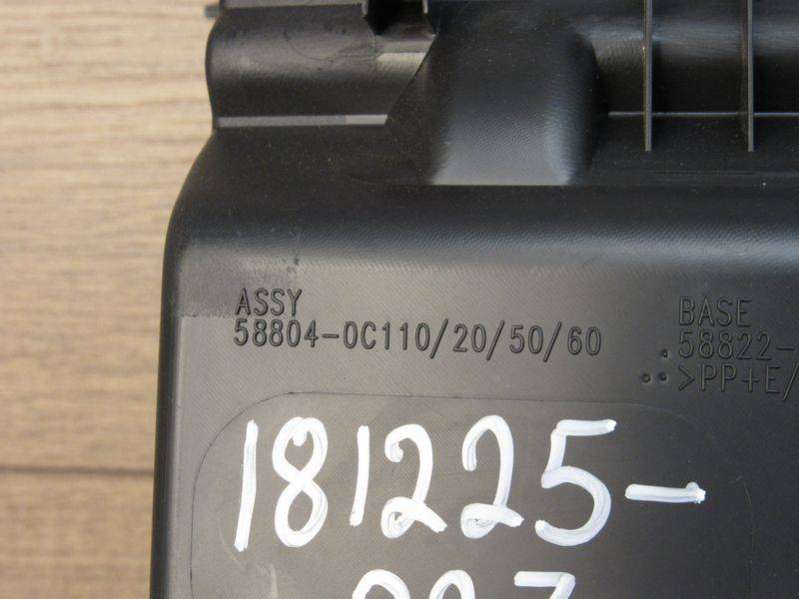 ASSY
58804-0C110/20/50/60
BASE
58822-
>PP+E/
181225-